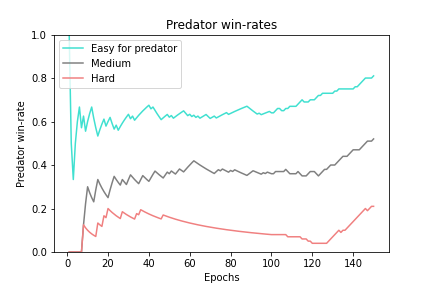 Predator win-rates
Predator win-rate
1.0
0.8
0.6
0.4
0.2
0.0
Easy for predator
Medium
Hard
0 20 40 60 80 100 120 140
Epochs